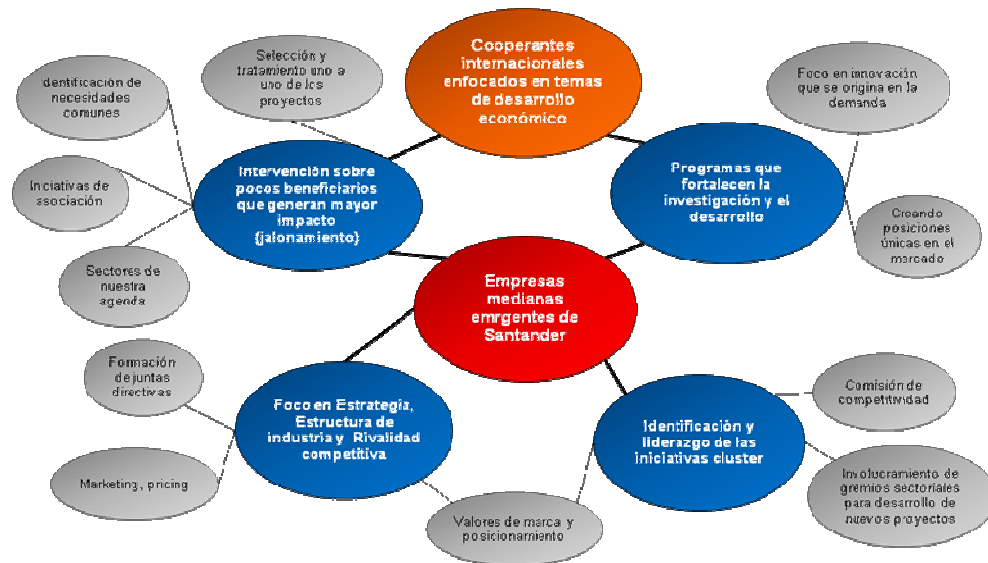 Cooperantes
internacionales
enfocados en temas
de desarrollo
económico
Selección y
tratamiento uno a
uno de los
proyectos
Identificación de
necesidades
comunes
Foco en innovación
que se origina en la
demanda
Intervención sobre
pocos beneficiarios
que generan mayor
impacto
(jalonamiento)
Programas que
fortalecen la
investigación y el
desarrollo
Inciativas de
asociación
Creando
posiciones
únicas en el
mercado
Sectores de
nuestra
agenda
Empresas
medianas
emrgentes de
Santander
Formación
de juntas
directivas
Comisión de
competitividad
Foco en Estrategia,
Estructura de
industria y Rivalidad
competitiva
Identificación y
liderazgo de las
iniciativas cluster
Marketing, pricing
Involucramiento de
gremios sectoriales
para desarrollo de
nuevos proyectos
Valores de marca y
posicionamiento